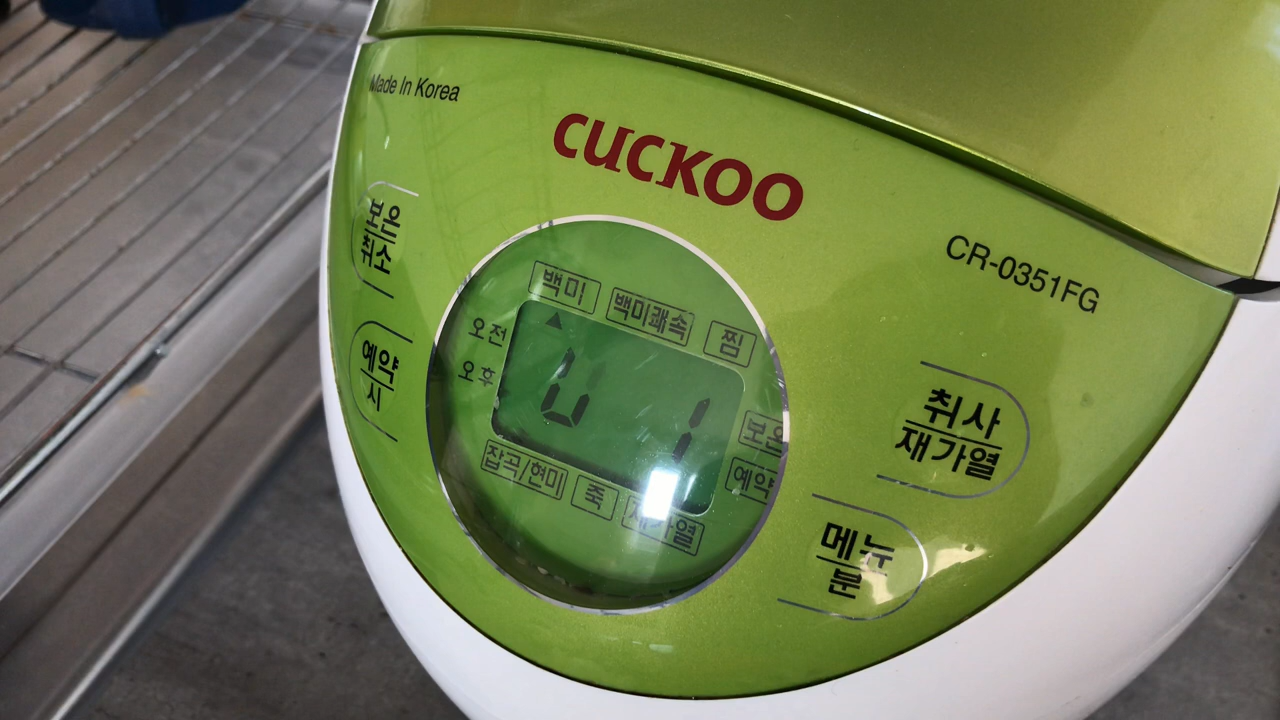 Made In Korea
CUCKOO
CR-0351FG
보온
취소
예약
시
백미
백미쾌속
찜
오전
오후
U 1
보온
예약
잡곡/현미
죽
재가열
취사
재가열
메뉴
분